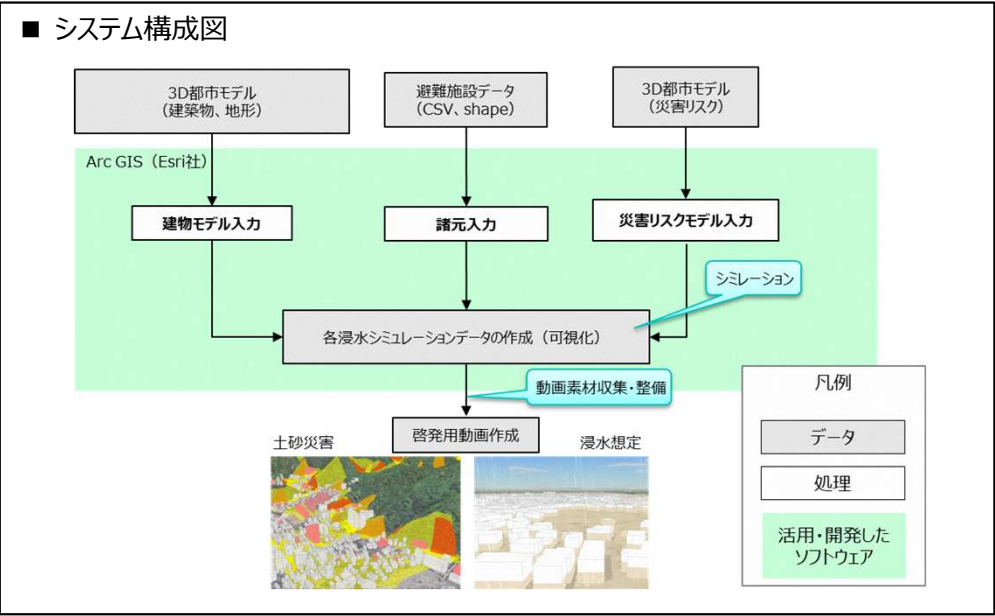 ■ システム構成図
3D都市モデル
（建築物、地形）
避難施設データ
（CSV、shape）
3D都市モデル
（災害リスク）
Arc GIS（Esri社）
建物モデル入力
諸元入力
災害リスクモデル入力
シミレーション
各浸水シミュレーションデータの作成（可視化）
動画素材収集・整備
啓発用動画作成
土砂災害
浸水想定
凡例
データ
処理
活用・開発した
ソフトウェア